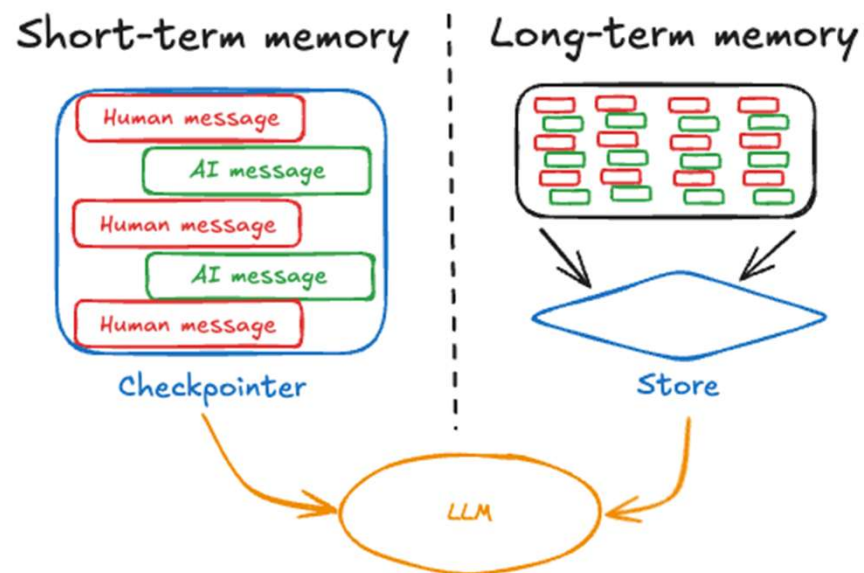 Short-term memory
Long-term memory
Human message
AI message
Human message
AI message
Human message
Checkpointer
Store
LLM